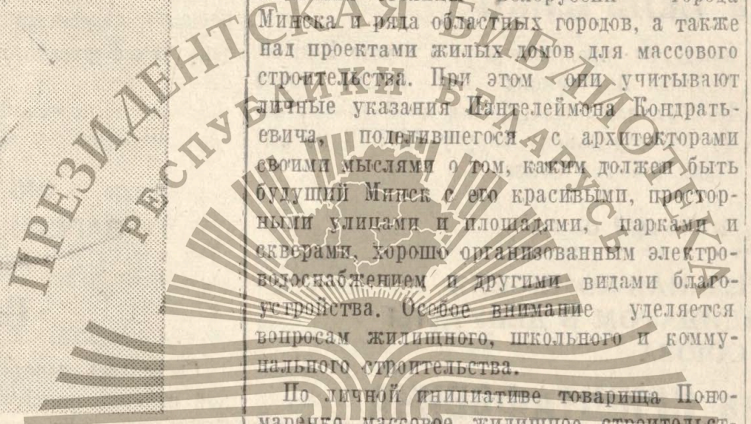 Минска и ряда областных городов, а также
над проектами жилых домов для массового
строительства. При этом они учитывают
личные указания Пантелеймона Кондрать-
евича, поделившегося с архитекторами
своими мыслями о том, каким должен быть
будущий Минск с его красивыми, простор-
ными улицами и площадями, парками и
скверами, хорошо организованным электро-
водоснабжением и другими видами благо-
устройства. Особое внимание уделяется
вопросам жилищного, школьного и комму-
нального строительства.
По личной инициативе товарища Поно-
маренко массовое жилищное строительст-
ПРЕЗИДЕНТСКАЯ БИБЛИОТЕКА
РЕСПУБЛИКИ БЕЛАРУСЬ